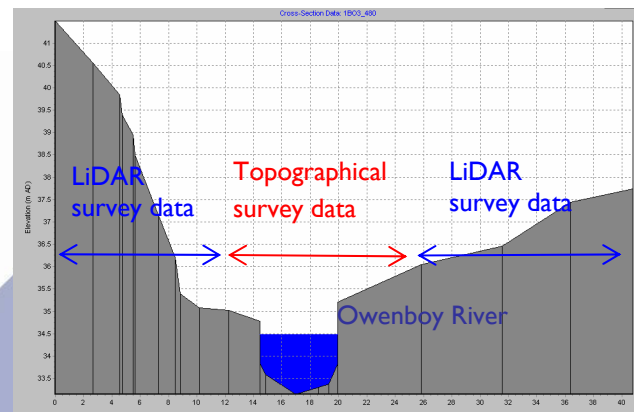 Cross-Section Data: 1BO3_480
41
40.5
40
39.5
39
38.5
38
37.5
37
36.5
36
35.5
35
34.5
34
33.5
Elevation (m AD)
LiDAR
survey data
Topographical
survey data
LiDAR
survey data
Owenboy River
0 2 4 6 8 10 12 14 16 18 20 22 24 26 28 30 32 34 36 38 40